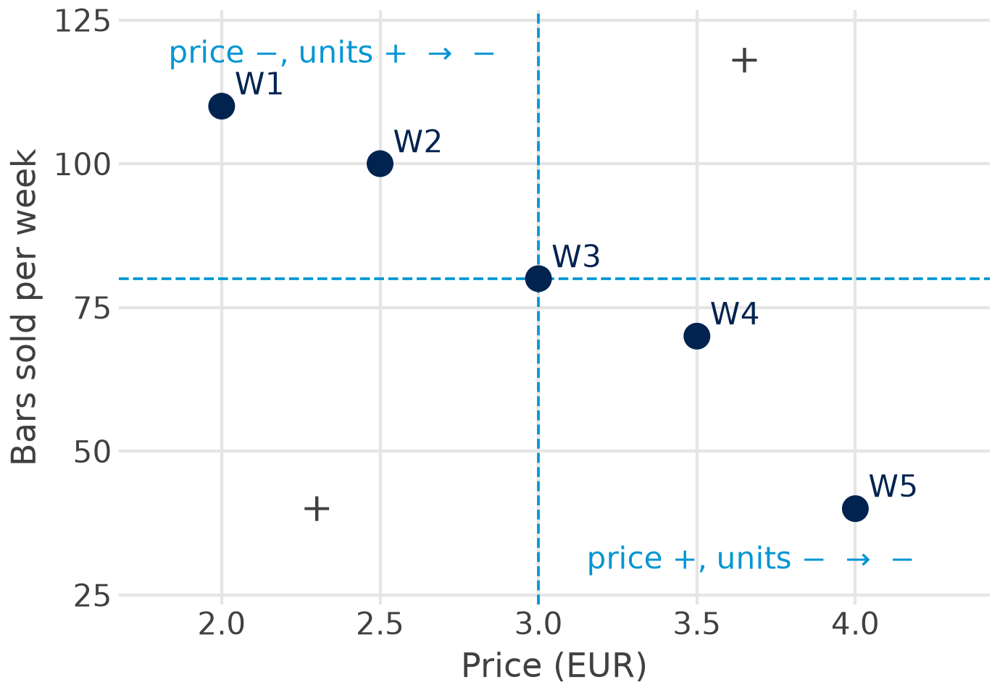 125
price −, units + → −
+
W1
W2
100
W3
75
W4
50
W5
+
price +, units − → −
25
2.0 2.5 3.0 3.5 4.0
Price (EUR)
Bars sold per week